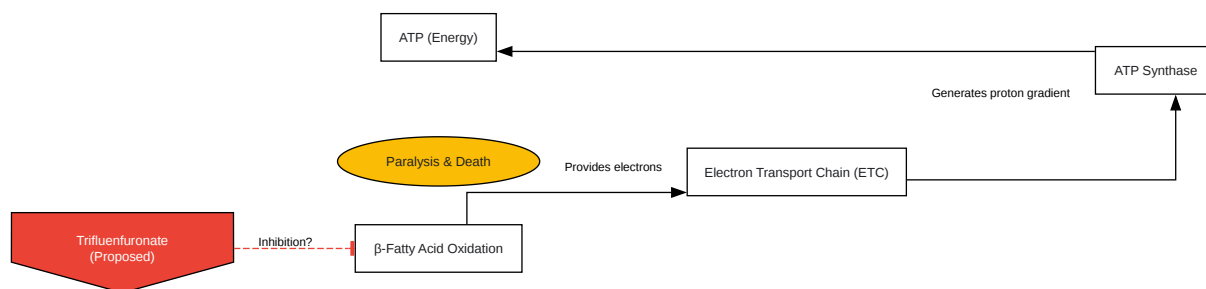 ATP (Energy)
ATP Synthase
Generates proton gradient
Paralysis & Death
Provides electrons
Electron Transport Chain (ETC)
Trifluenfuronate
(Proposed)
Inhibition?
β-Fatty Acid Oxidation